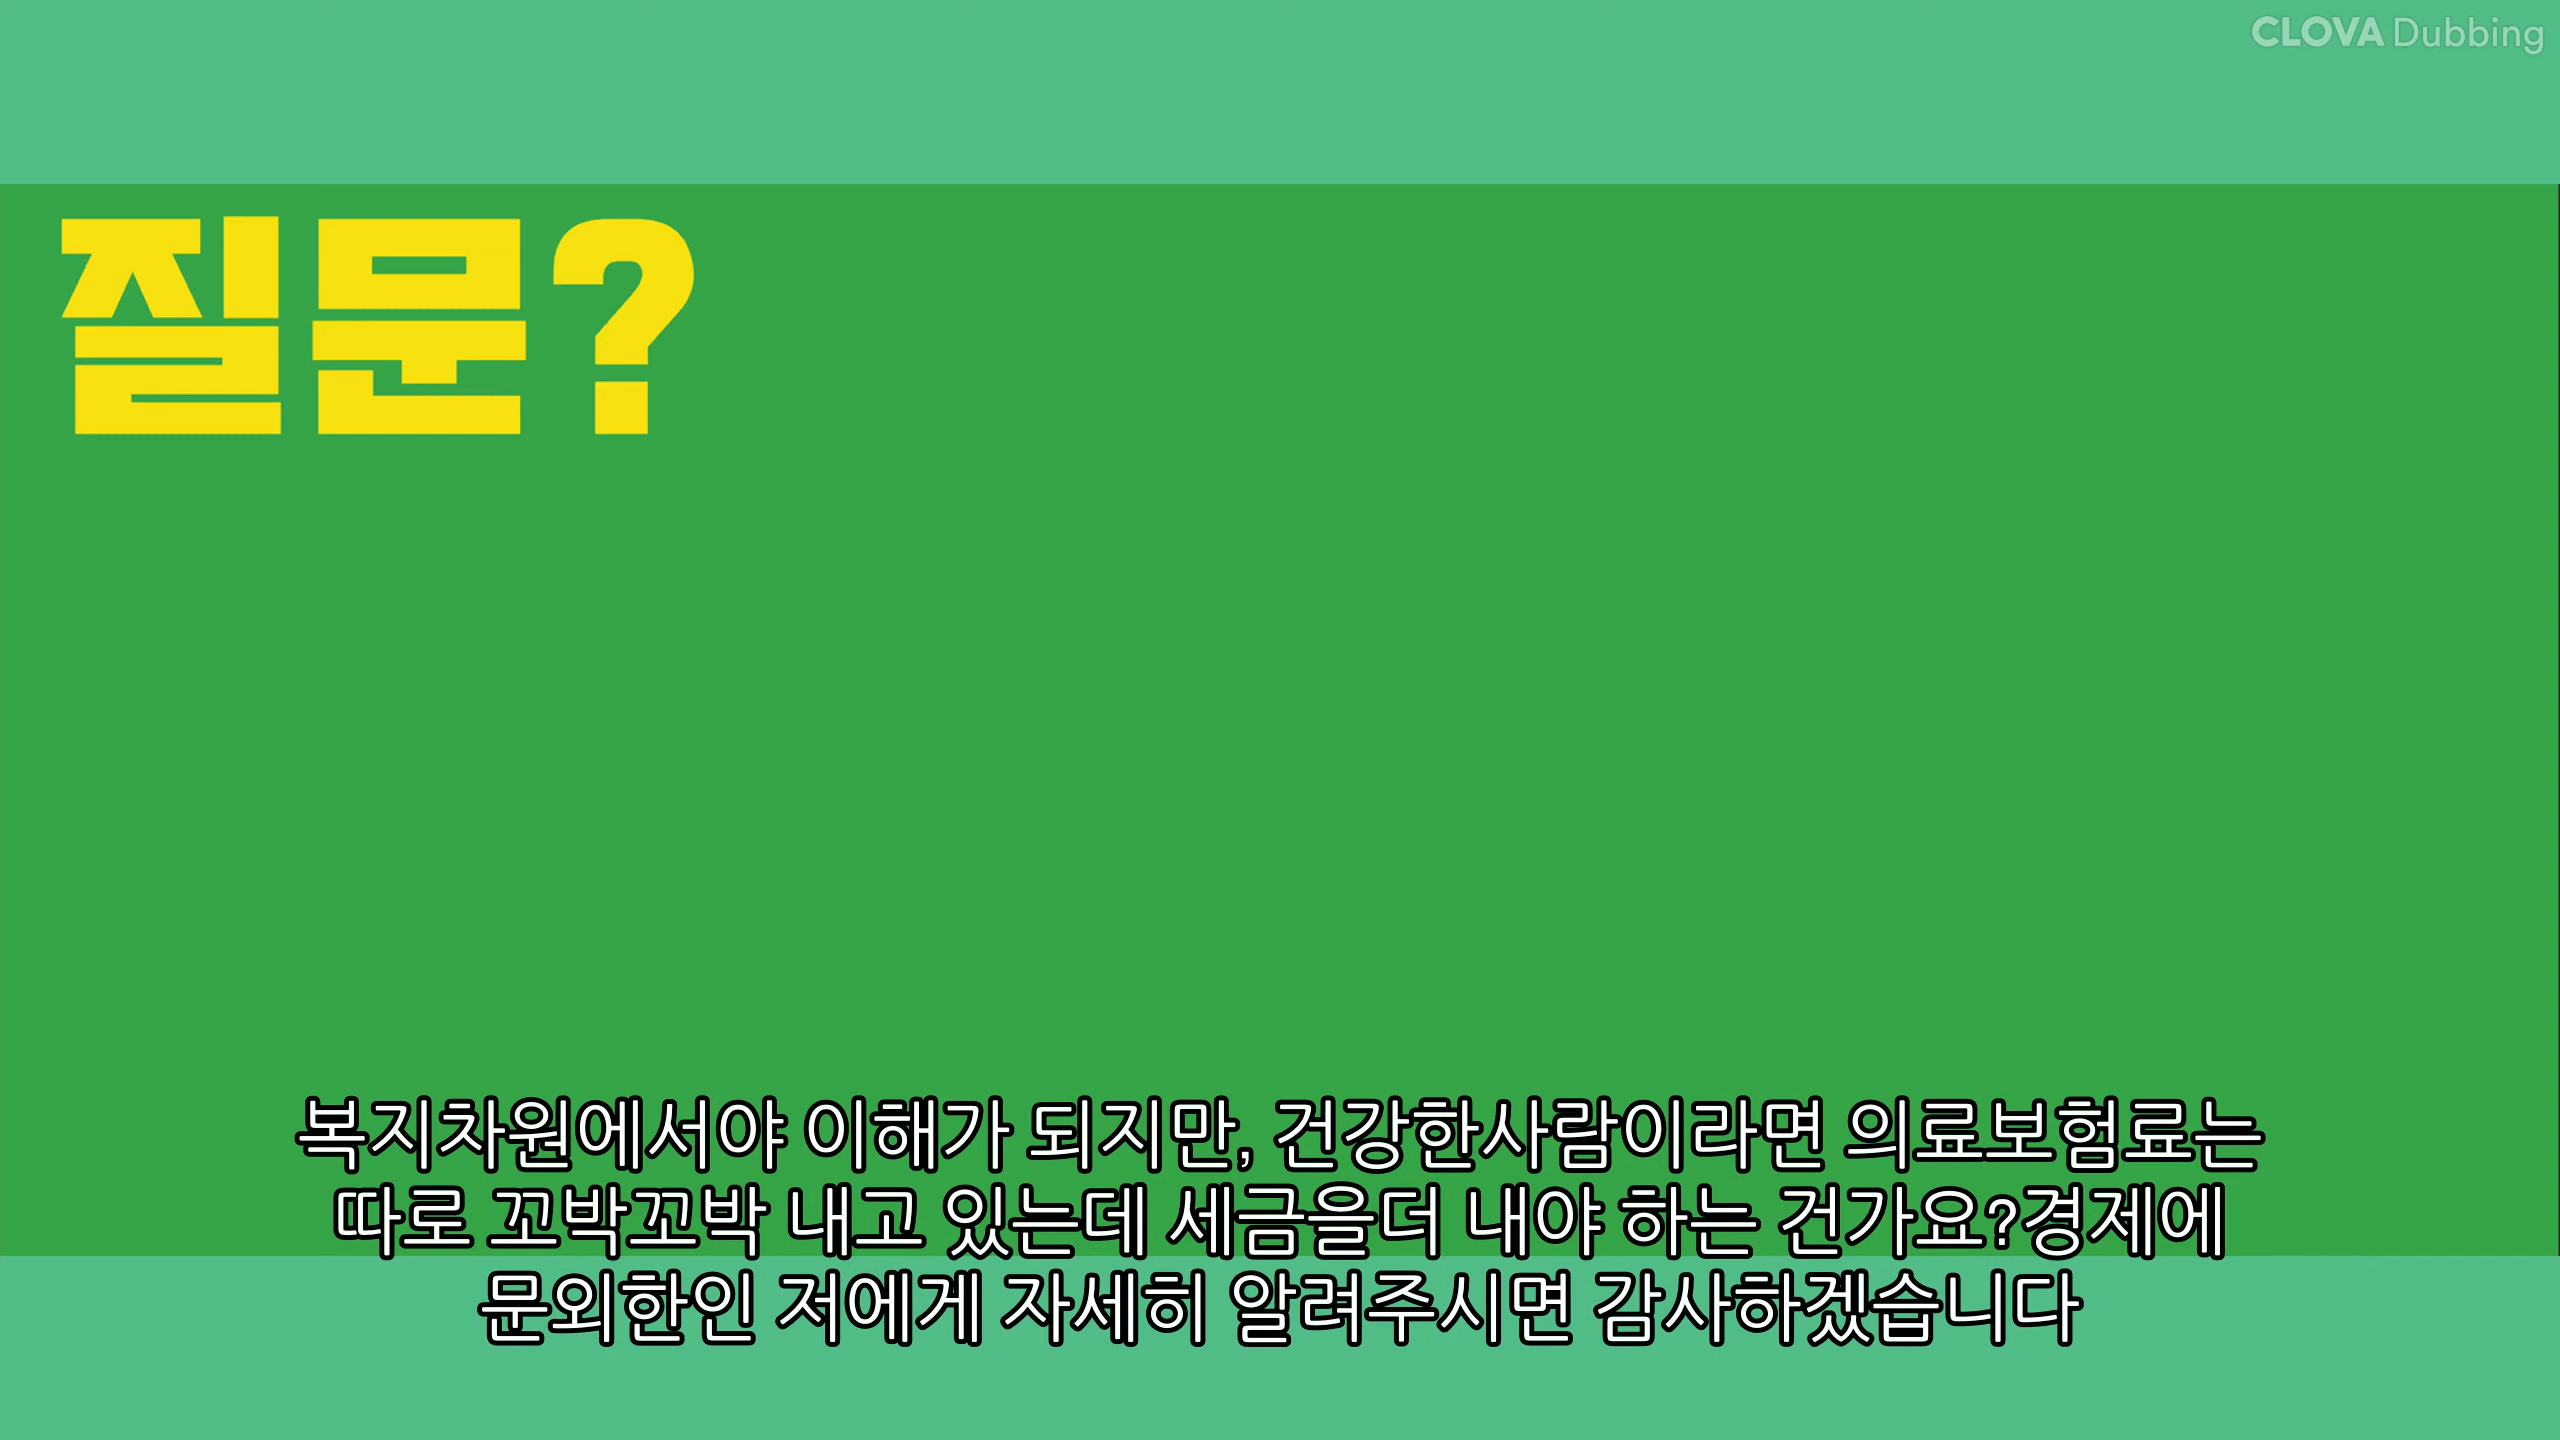 CLOVA Dubbing
질문?
복지차원에서야 이해가 되지만, 건강한사람이라면 의료보험료는
따로 꼬박꼬박 내고 있는데 세금을더 내야 하는 건가요?경제에
문외한인 저에게 자세히 알려주시면 감사하겠습니다